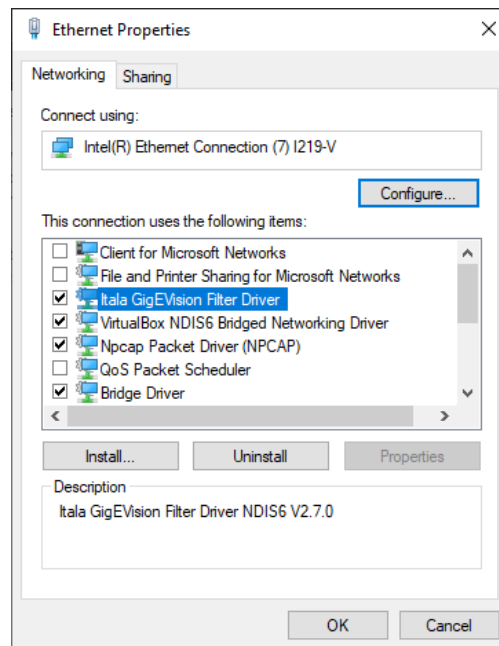 Ethernet Properties
Networking
Sharing
Connect using:
Intel(R) Ethernet Connection (7) I219-V
Configure...
This connection uses the following items:
Client for Microsoft Networks
File and Printer Sharing for Microsoft Networks
Itala GigEVision Filter Driver
VirtualBox NDIS6 Bridged Networking Driver
Npcap Packet Driver (NPCAP)
QoS Packet Scheduler
Bridge Driver
Install...
Uninstall
Properties
Description
Itala GigEVision Filter Driver NDIS6 V2.7.0
OK
Cancel